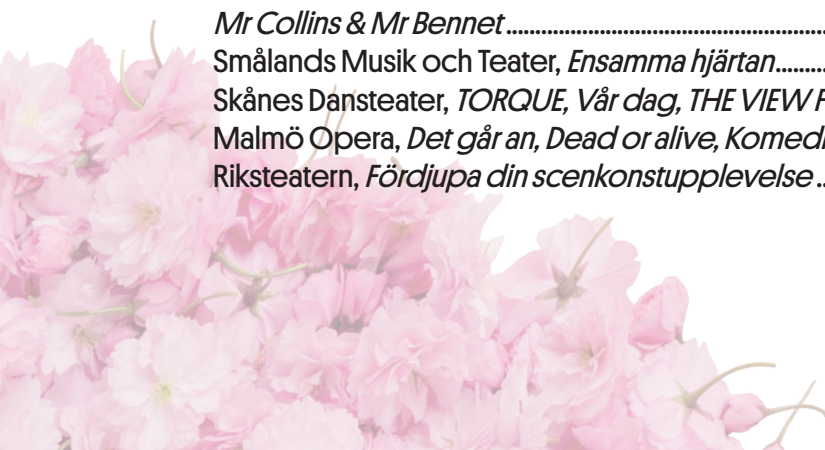 Mr Collins & Mr Bennet ................................................................
Smålands Musik och Teater, Ensamma hjärtan.........
Skånes Dansteater, TORQUE, Vår dag, THE VIEW
Malmö Opera, Det går an, Dead or alive,
Riksteatern, Fördjupa din scenkonstupplevelse ..